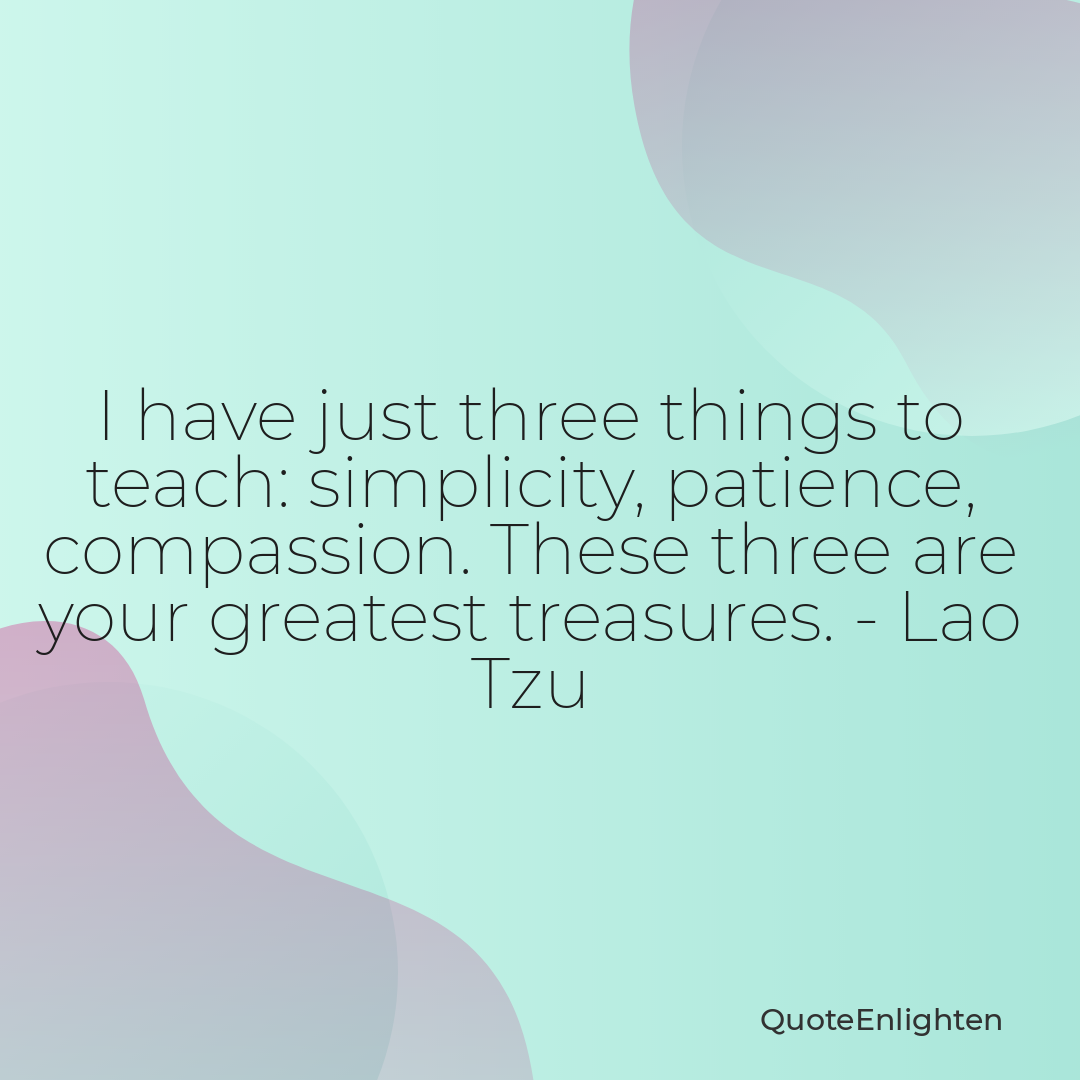 I have just three things to
teach: simplicity, patience,
compassion. These three are
your greatest treasures. - Lao
Tzu
QuoteEnlighten